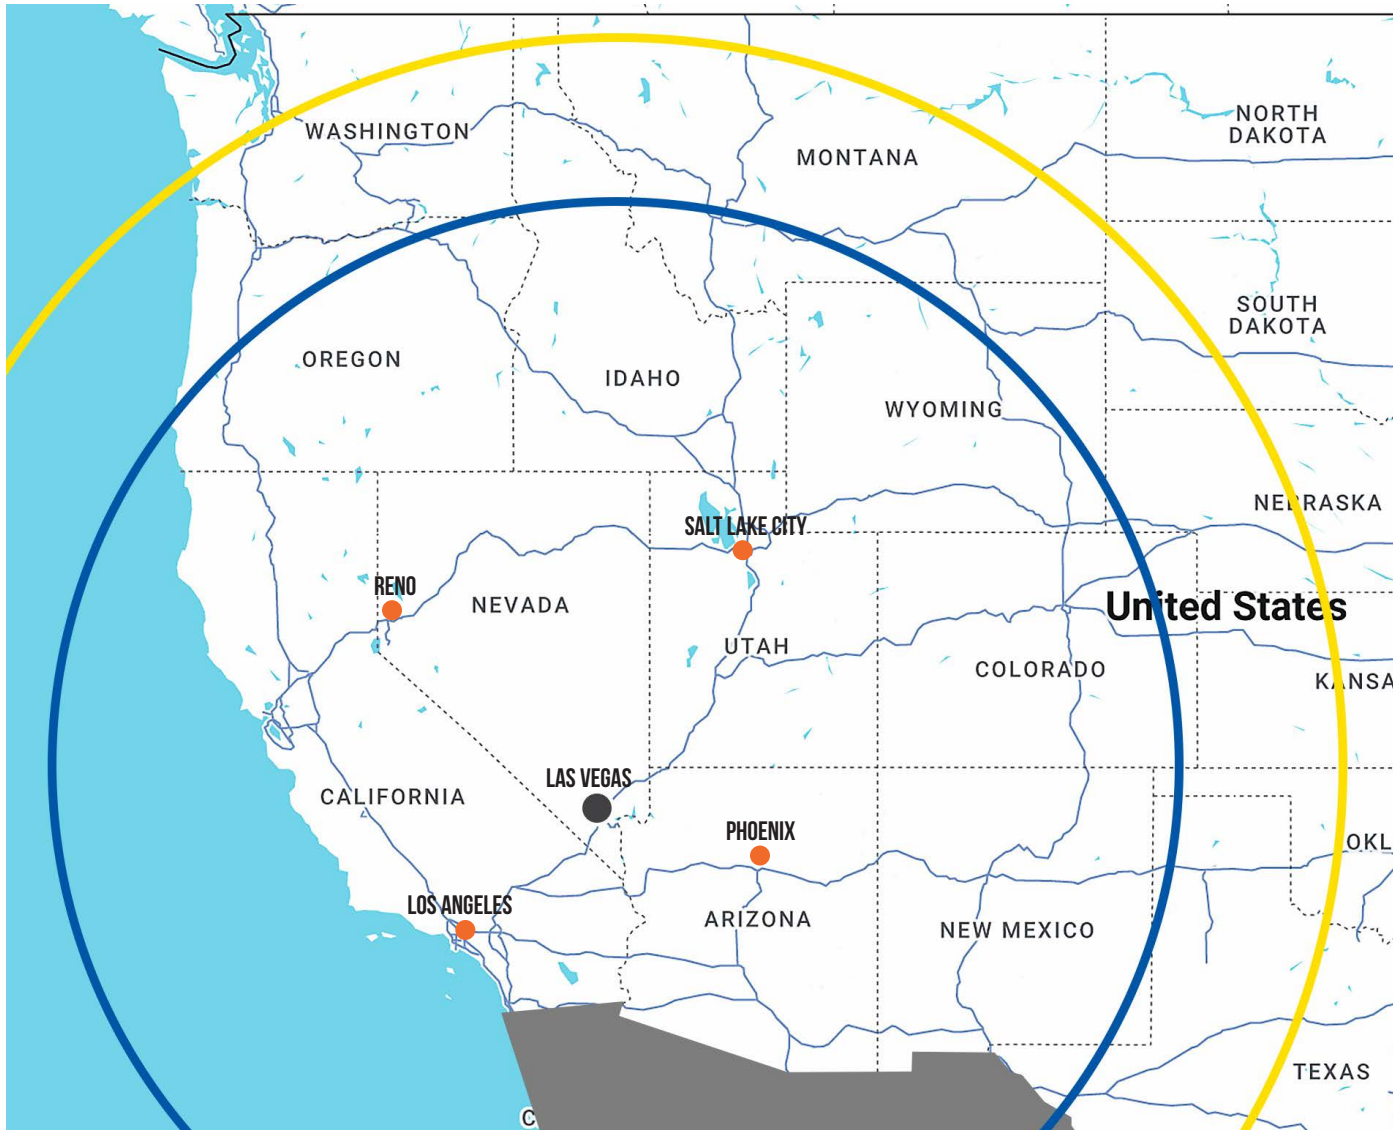 WASHINGTON
MONTANA
NORTH
DAKOTA
SOUTH
DAKOTA
OREGON
IDAHO
WYOMING
NEBRASKA
SALT LAKE CITY
RENO
NEVADA
United States
UTAH
COLORADO
KANSA
LAS VEGAS
CALIFORNIA
PHOENIX
OKL
LOS ANGELES
ARIZONA
NEW MEXICO
TEXAS
C